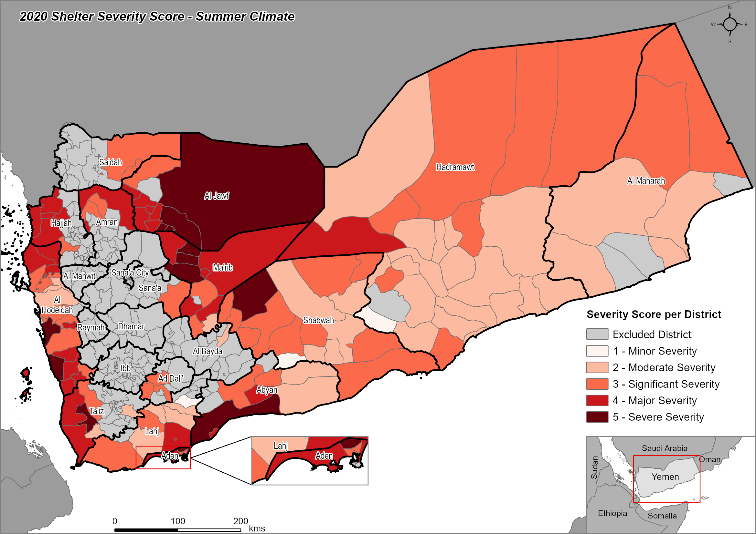 2020 Shelter Severity Score - Summer Climate
N
W
E
S
Sa'dah
Hadramawt
Al Maharah
Al Jawf
Hajjah
Amran
Marib
Al Mahwit
Sana'a City
Sana'a
Al
Hodeidah
Raymah
Dhamar
Shabwah
Al Bayda
Ibb
Ad Dali'
Abyan
Taiz
Lahj
Aden
Lahj
Aden
Severity Score per District
Excluded District
1 - Minor Severity
2 - Moderate Severity
3 - Significant Severity
4 - Major Severity
5 - Severe Severity
Saudi Arabia
Oman
Sudan
Yemen
Ethiopia
Somalia
0 100 200
kms